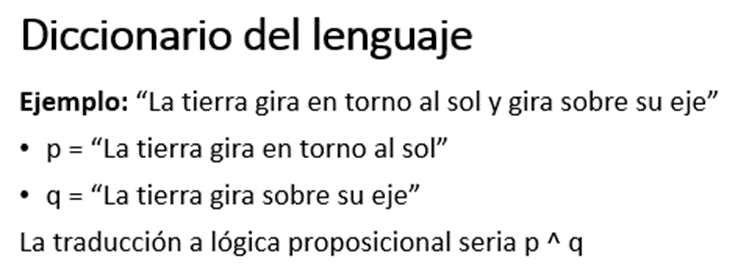 Diccionario del lenguaje
Ejemplo: “La tierra gira en torno al sol y gira sobre su eje”
• p = “La tierra gira en torno al sol”
• q = “La tierra gira sobre su eje”
La traducción a lógica proposicional seria p ^ q